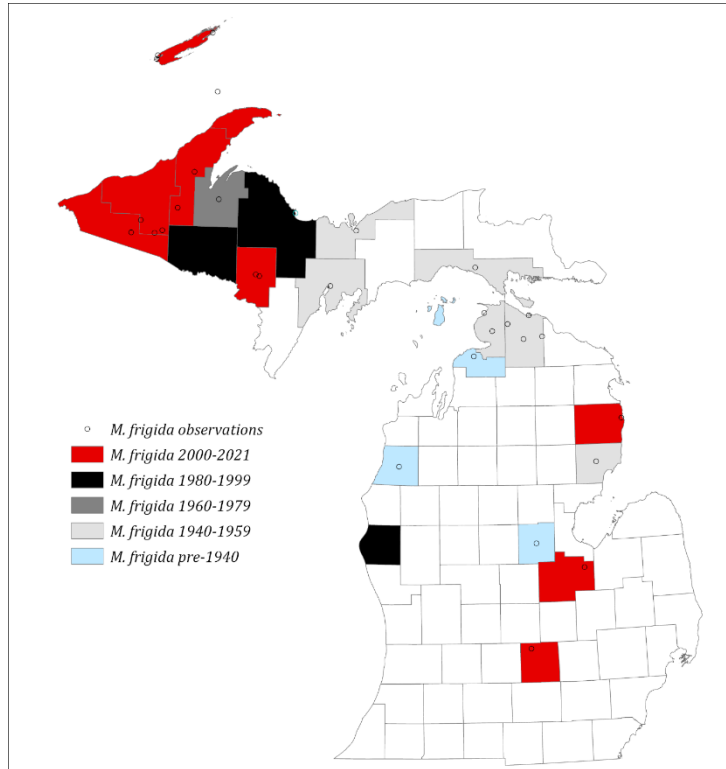 M. frigida observations
M. frigida 2000-2021
M. frigida 1980-1999
M. frigida 1960-1979
M. frigida 1940-1959
M. frigida pre-1940